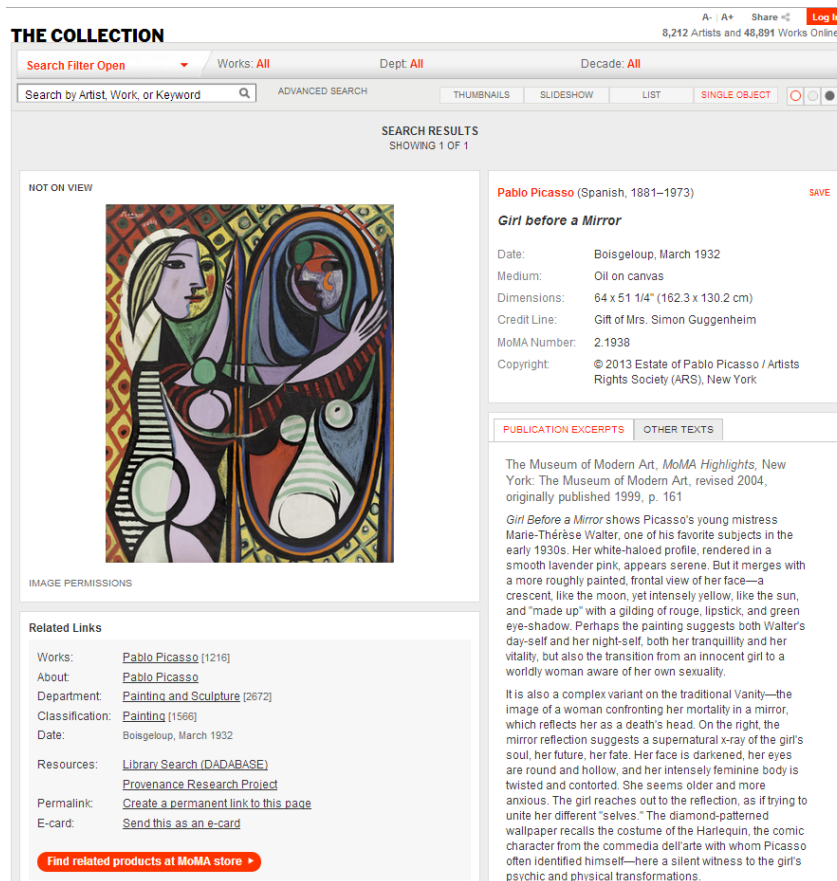 A- | A+ Share Log In
THE COLLECTION
8,212 Artists and 48,891 Works Online
Search Filter Open Works: All Dept: All Decade: All
Search by Artist, Work, or Keyword ADVANCED SEARCH THUMBNAILS SLIDESHOW LIST SINGLE OBJECT
SEARCH RESULTS
SHOWING 1 OF 1
NOT ON VIEW
IMAGE PERMISSIONS
Related Links
Works: Pablo Picasso [1216]
About: Pablo Picasso
Department: Painting and Sculpture [2672]
Classification: Painting [1566]
Date: Boisgeloup, March 1932
Resources: Library Search (DADABASE)
Provenance Research Project
Permalink: Create a permanent link to this page
E-card: Send this as an e-card
Find related products at MoMA store
Pablo Picasso (Spanish, 1881–1973) SAVE
Girl before a Mirror
Date: Boisgeloup, March 1932
Medium: Oil on canvas
Dimensions: 64 x 51 1/4" (162.3 x 130.2 cm)
Credit Line: Gift of Mrs. Simon Guggenheim
MoMA Number: 2.1938
Copyright: © 2013 Estate of Pablo Picasso / Artists
Rights Society (ARS), New York
PUBLICATION EXCERPTS OTHER TEXTS
The Museum of Modern Art, MoMA Highlights, New
York: The Museum of Modern Art, revised 2004,
originally published 1999, p. 161
Girl Before a Mirror shows Picasso's young mistress
Marie-Thérèse Walter, one of his favorite subjects in the
early 1930s. Her white-haloed profile, rendered in a
smooth lavender pink, appears serene. But it merges with
a more roughly painted, frontal view of her face—a
crescent, like the moon, yet intensely yellow, like the sun,
and "made up" with a gilding of rouge, lipstick, and green
eye-shadow. Perhaps the painting suggests both Walter's
day-self and her night-self, both her tranquillity and her
vitality, but also the transition from an innocent girl to a
worldly woman aware of her own sexuality.
It is also a complex variant on the traditional Vanity—the
image of a woman confronting her mortality in a mirror,
which reflects her as a death's head. On the right, the
mirror reflection suggests a supernatural x-ray of the girl's
soul, her future, her fate. Her face is darkened, her eyes
are round and hollow, and her intensely feminine body is
twisted and contorted. She seems older and more
anxious. The girl reaches out to the reflection, as if trying to
unite her different "selves." The diamond-patterned
wallpaper recalls the costume of the Harlequin, the comic
character from the commedia dell'arte with whom Picasso
often identified himself—here a silent witness to the girl's
psychic and physical transformations.